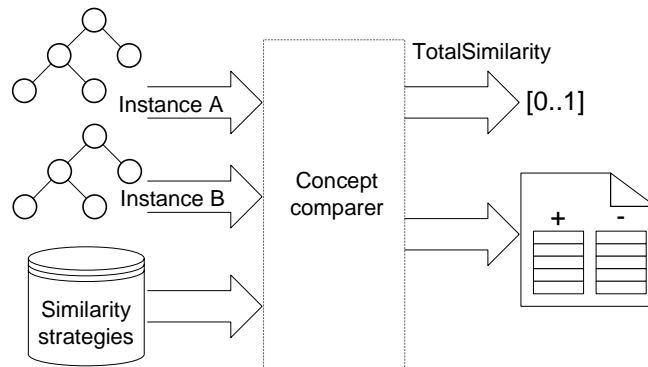 TotalSimilarity
Instance A
[0..1]
Instance B
Concept
comparer
+ -
Similarity
strategies